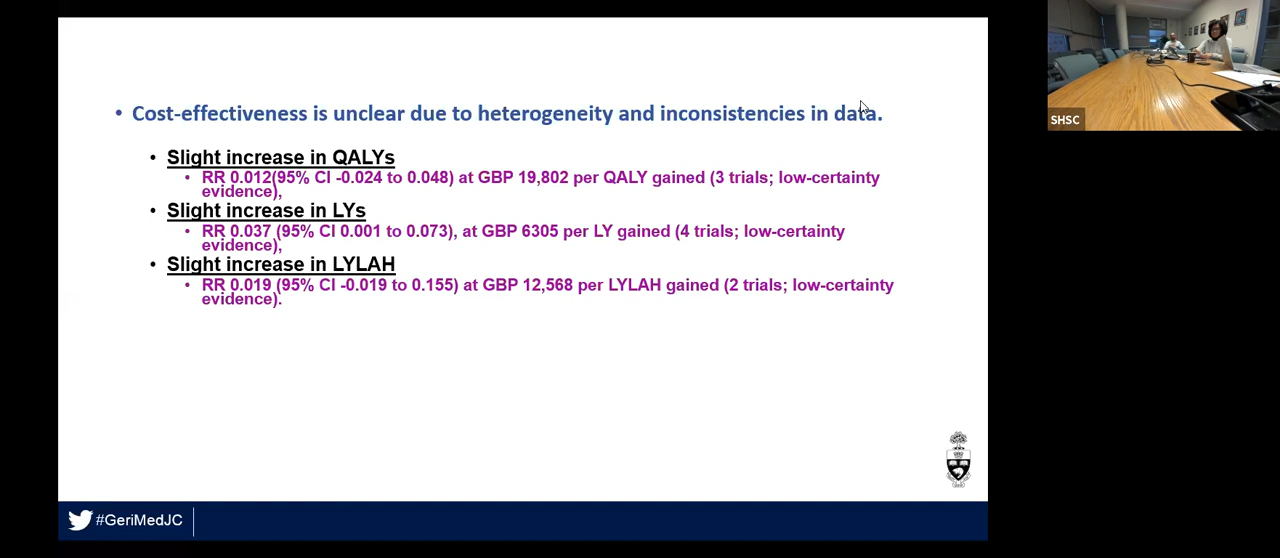 • Cost-effectiveness is unclear due to heterogeneity and inconsistencies in data.
• Slight increase in QALYs
• RR 0.012(95% CI -0.024 to 0.048) at GBP 19,802 per QALY gained (3 trials; low-certainty
evidence),
• Slight increase in LYs
• RR 0.037 (95% CI 0.001 to 0.073), at GBP 6305 per LY gained (4 trials; low-certainty
evidence),
• Slight increase in LYLAH
• RR 0.019 (95% CI -0.019 to 0.155) at GBP 12,568 per LYLAH gained (2 trials; low-certainty
evidence).
#GeriMedJC
SHSC